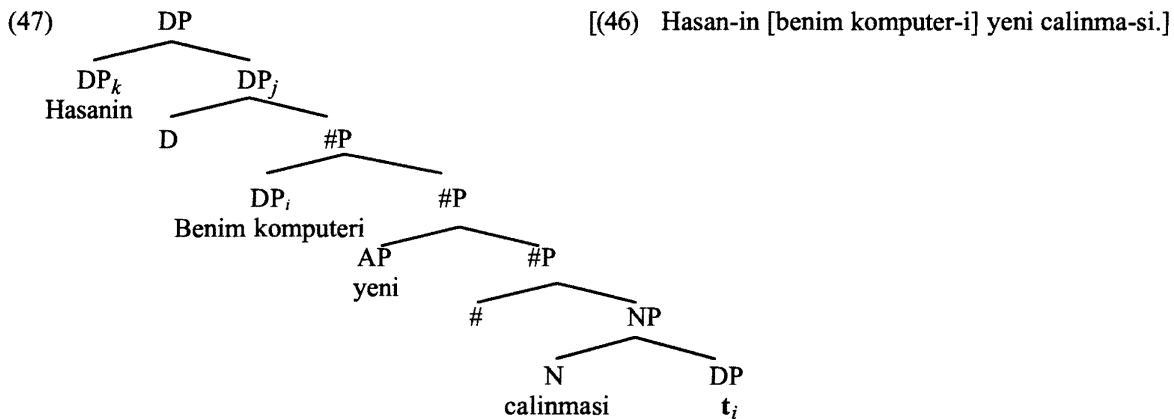 (47) DP [(46) Hasan-in [benim komputer-i] yeni calinma-si.]
DPk DPj
Hasanin
D #P
DPi #P
Benim komputeri
AP #P
yeni
# NP
N DP
calinmasi ti